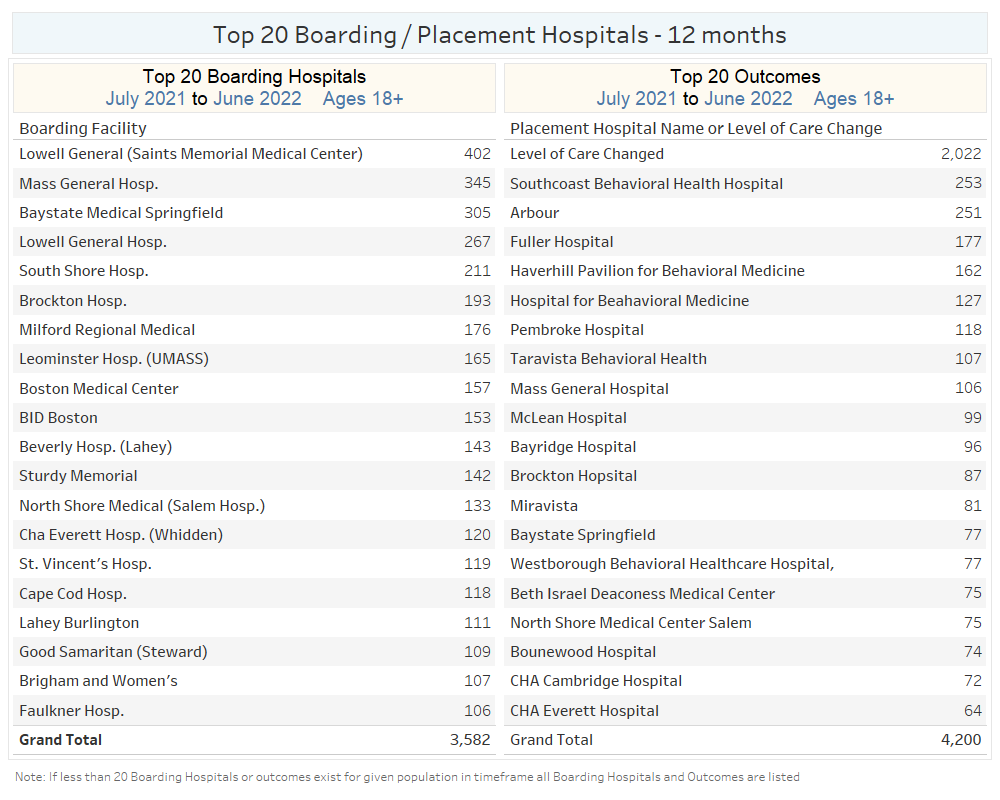 Top 20 Boarding / Placement Hospitals - 12 months
Top 20 Boarding Hospitals
July 2021 to June 2022 Ages 18+
Boarding Facility
Lowell General (Saints Memorial Medical Center) 402
Mass General Hosp. 345
Baystate Medical Springfield 305
Lowell General Hosp. 267
South Shore Hosp. 211
Brockton Hosp. 193
Milford Regional Medical 176
Leominster Hosp. (UMASS) 165
Boston Medical Center 157
BID Boston 153
Beverly Hosp. (Lahey) 143
Sturdy Memorial 142
North Shore Medical (Salem Hosp.) 133
Cha Everett Hosp. (Whidden) 120
St. Vincent's Hosp. 119
Cape Cod Hosp. 118
Lahey Burlington 111
Good Samaritan (Steward) 109
Brigham and Women's 107
Faulkner Hosp. 106
Grand Total 3,582
Top 20 Outcomes
July 2021 to June 2022 Ages 18+
Placement Hospital Name or Level of Care Change
Level of Care Changed 2,022
Southcoast Behavioral Health Hospital 253
Arbour 251
Fuller Hospital 177
Haverhill Pavilion for Behavioral Medicine 162
Hospital for Beahavioral Medicine 127
Pembroke Hospital 118
Taravista Behavioral Health 107
Mass General Hospital 106
McLean Hospital 99
Bayridge Hospital 96
Brockton Hopsital 87
Miravista 81
Baystate Springfield 77
Westborough Behavioral Healthcare Hospital, 77
Beth Israel Deaconess Medical Center 75
North Shore Medical Center Salem 75
Bounewood Hospital 74
CHA Cambridge Hospital 72
CHA Everett Hospital 64
Grand Total 4,200
Note: If less than 20 Boarding Hospitals or outcomes exist for given population in timeframe all Boarding Hospitals and Outcomes are listed